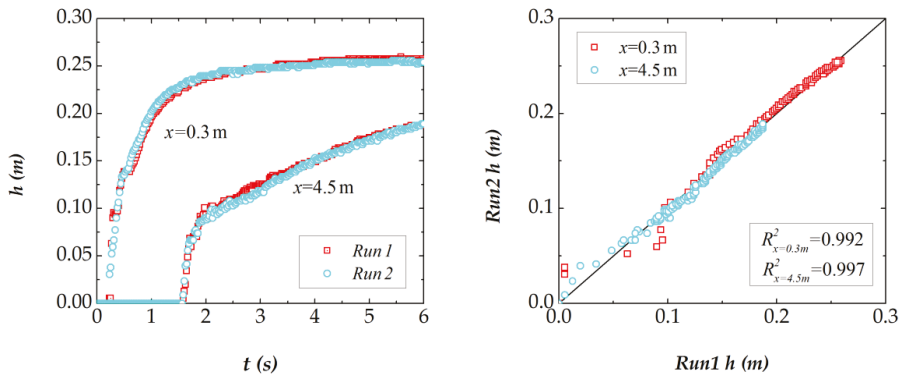 0.30
0.25
0.20
0.15
0.10
0.05
0.00
h (m)
x=0.3 m
x=4.5 m
Run 1
Run 2
0 1 2 3 4 5 6
t (s)
0.3
0.2
0.1
0.0
Run2 h (m)
x=0.3 m
x=4.5 m
R²x=0.3m=0.992
R²x=4.5m=0.997
0.0 0.1 0.2 0.3
Run1 h (m)